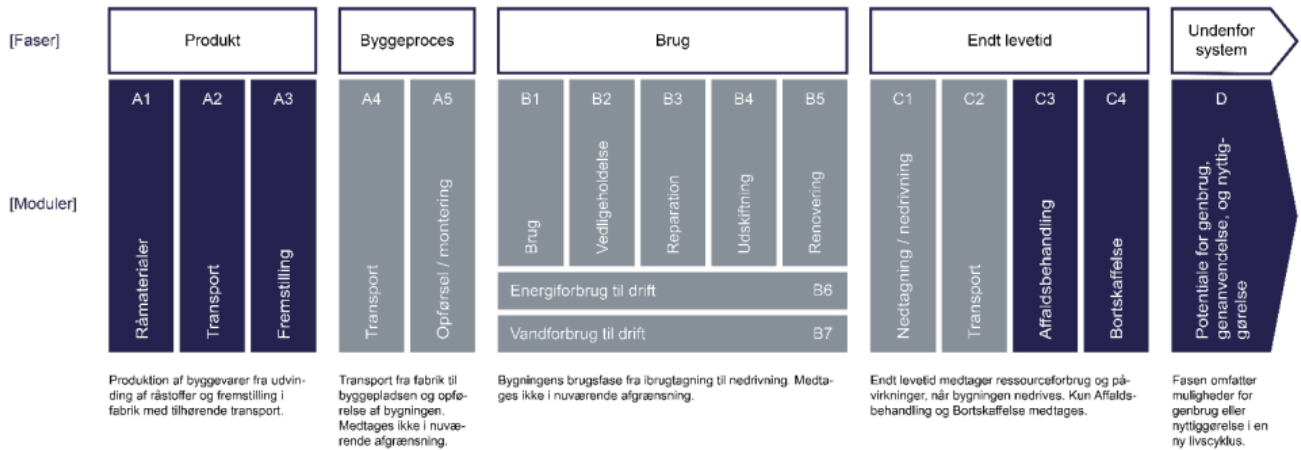 [Faser]
Produkt
Byggeproces
Brug
Endt levetid
Undenfor
system
[Moduler]
A1
Råmaterialer
A2
Transport
A3
Fremstilling
A4
Transport
A5
Opførsel / montering
B1
Brug
B2
Vedligeholdelse
B3
Reparation
B4
Udskiftning
B5
Renovering
Energiforbrug til drift B6
Vandforbrug til drift B7
C1
Nedtagning / nedrivning
C2
Transport
C3
Affaldsbehandling
C4
Bortskaffelse
D
Potentiale for genbrug,
genanvendelse, og nyttig-
gørelse
Produktion af byggevarer fra udvin-
ding af råstoffer og fremstilling i
fabrik med tilhørende transport.
Transport fra fabrik til
byggepladsen og opfø-
relse af bygningen.
Medtages ikke i nuvæ-
rende afgrænsning.
Bygningens brugsfase fra ibrugtagning til nedrivning. Medta-
ges ikke i nuværende afgrænsning.
Endt levetid medtager ressourceforbrug og på-
virkninger, når bygningen nedrives. Kun Affalds-
behandling og Bortskaffelse medtages.
Fasen omfatter
muligheder for
genbrug eller
nyttiggørelse i en
ny livscyklus.